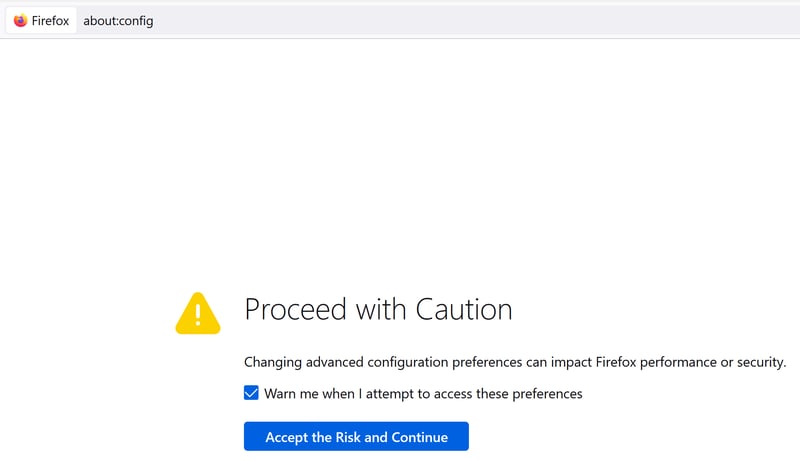 Firefox about:config
Proceed with Caution
Changing advanced configuration preferences can impact Firefox performance or security.
Warn me when I attempt to access these preferences
Accept the Risk and Continue